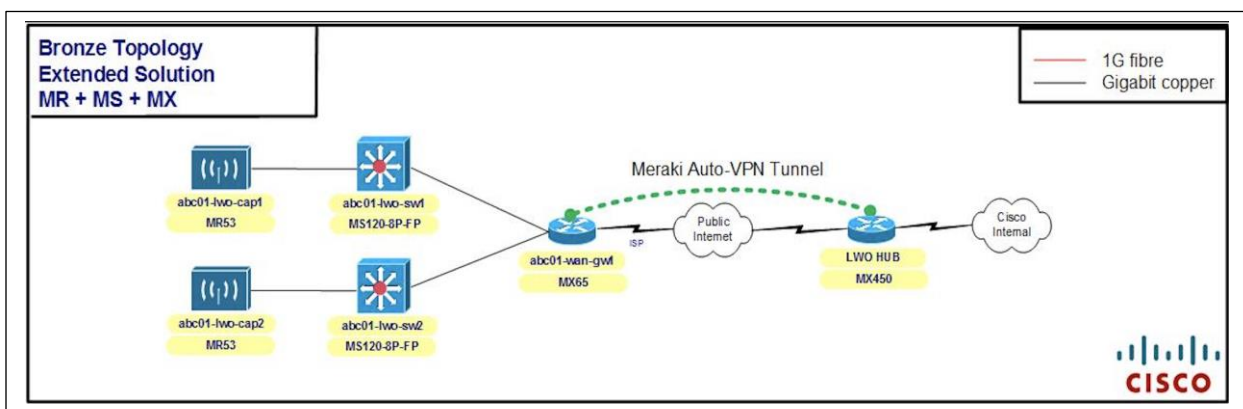 Bronze Topology
Extended Solution
MR + MS + MX
1G fibre
Gigabit copper
Meraki Auto-VPN Tunnel
abc01-lwo-cap1
MR53
abc01-lwo-sw1
MS120-8P-FP
abc01-wan-gw1
MX65
ISP
Public
Internet
LWO HUB
MX450
Cisco
Internal
abc01-lwo-cap2
MR53
abc01-lwo-sw2
MS120-8P-FP
CISCO